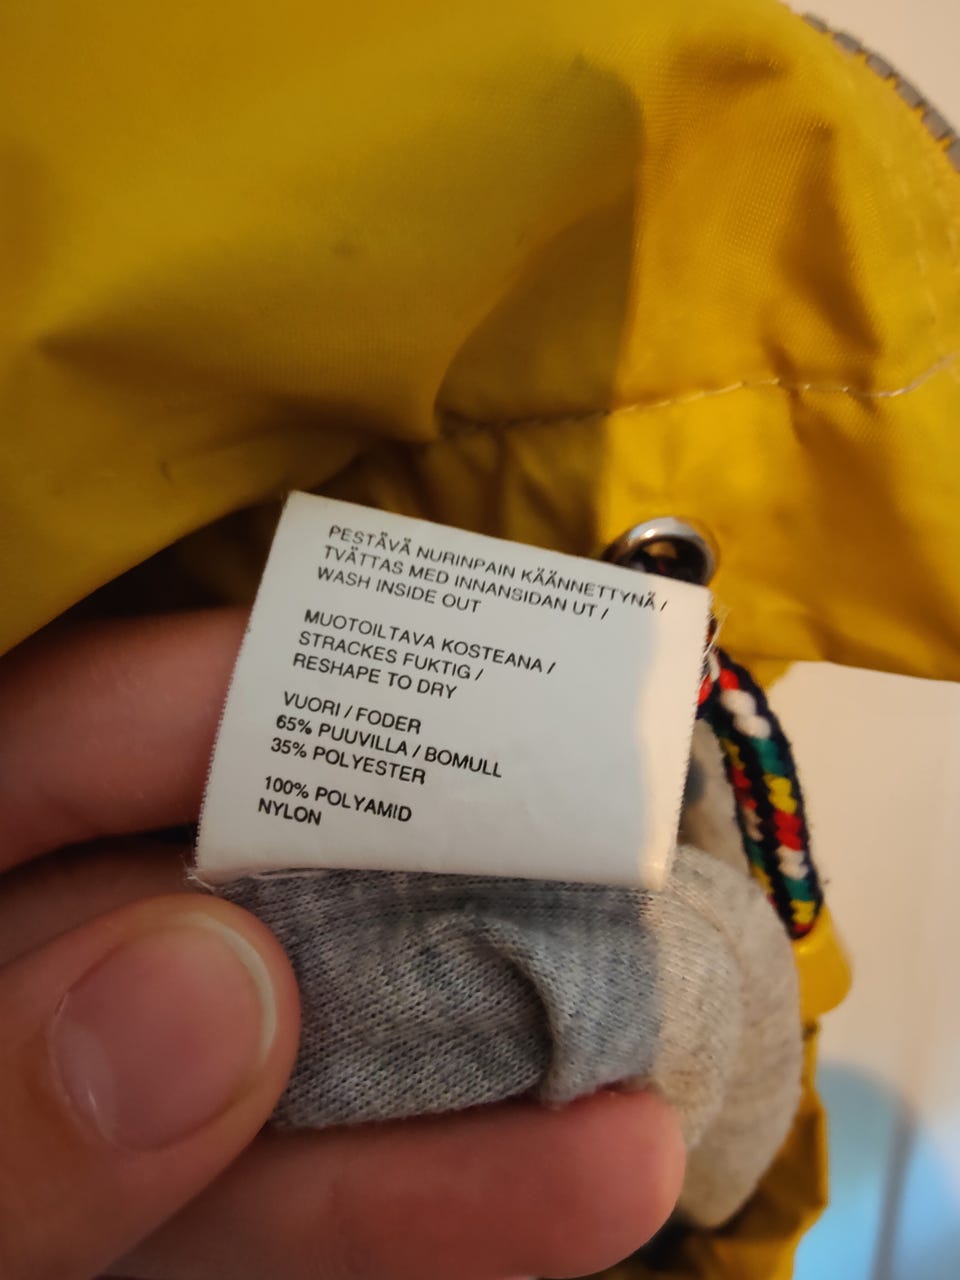 PESTÄVÄ NURINPAIN KÄÄNNETTYNÄ /
TVÄTTAS MED INNANSIDAN UT /
WASH INSIDE OUT
MUOTOILTAVA KOSTEANA /
STRACKES FUKTIG /
RESHAPE TO DRY
VUORI / FODER
65% PUUVILLA / BOMULL
35% POLYESTER
100% POLYAMID
NYLON